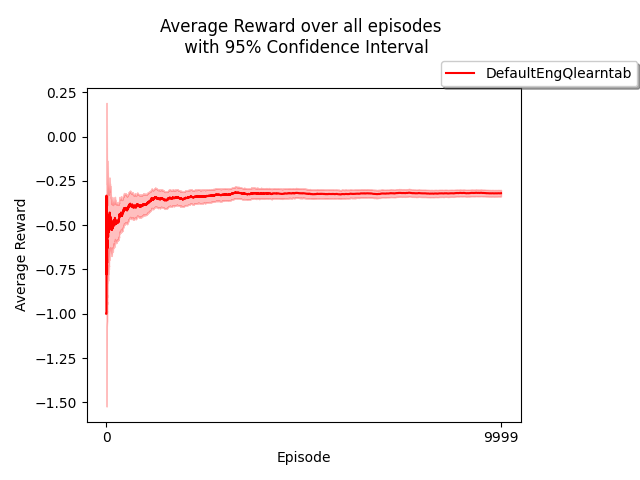 Average Reward over all episodes
with 95% Confidence Interval
DefaultEngQlearntab
0.25
0.00
−0.25
−0.50
−0.75
−1.00
−1.25
−1.50
Average Reward
0
9999
Episode